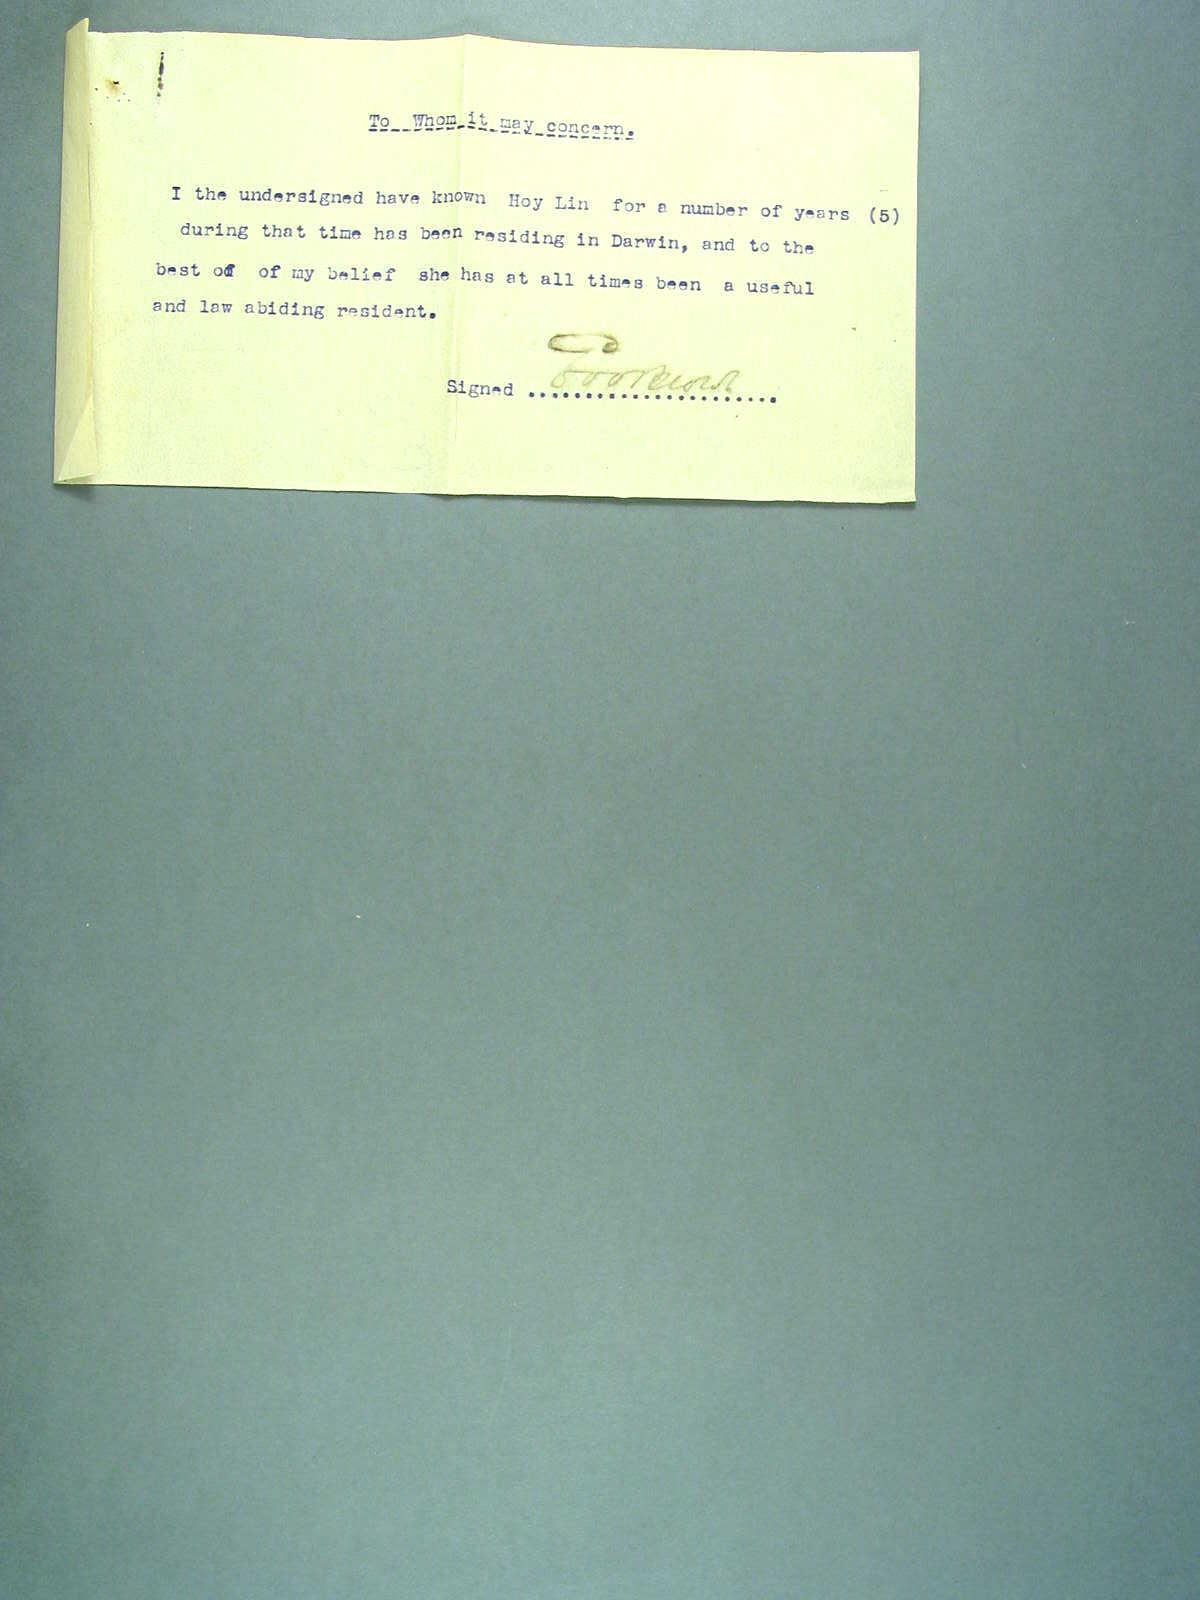 To Whom it may concern.
I the undersigned have known Hoy Lin for a number of years (5)
during that time has been residing in Darwin, and to the
best of of my belief she has at all times been a useful
and law abiding resident.
Signed ......................